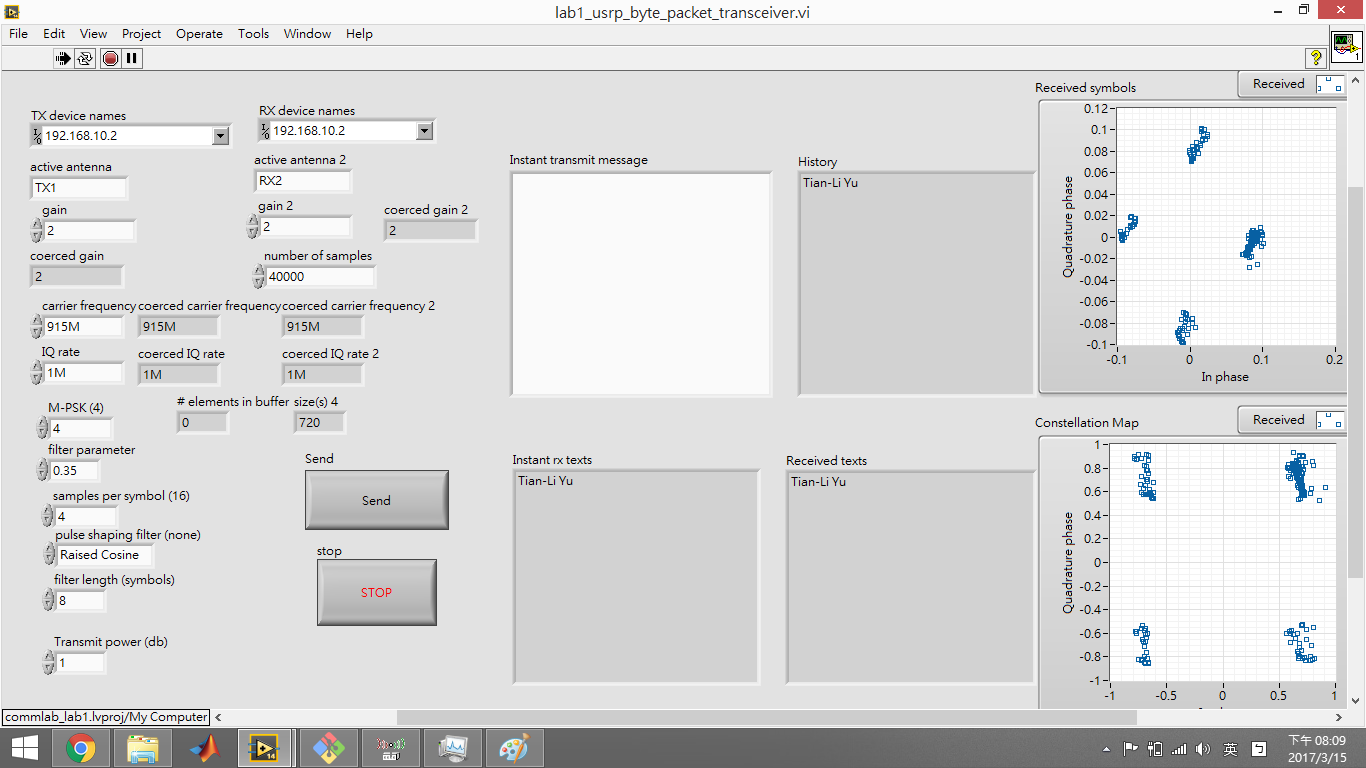 lab1_usrp_byte_packet_transceiver.vi
File Edit View Project Operate Tools Window Help
1
TX device names
192.168.10.2
RX device names
192.168.10.2
active antenna
TX1
active antenna 2
RX2
gain
2
gain 2
2
coerced gain 2
2
coerced gain
2
number of samples
40000
carrier frequency
915M
coerced carrier frequency
915M
coerced carrier frequency 2
915M
IQ rate
1M
coerced IQ rate
1M
coerced IQ rate 2
1M
M-PSK (4)
4
# elements in buffer
0
size(s) 4
720
filter parameter
0.35
samples per symbol (16)
4
pulse shaping filter (none)
Raised Cosine
filter length (symbols)
8
Transmit power (db)
1
Send
Send
stop
STOP
Instant transmit message
History
Tian-Li Yu
Instant rx texts
Tian-Li Yu
Received texts
Tian-Li Yu
Received symbols
Received
0.12
0.1
0.08
0.06
0.04
0.02
0
-0.02
-0.04
-0.06
-0.08
-0.1
Quadrature phase
-0.1 0 0.1 0.2
In phase
Constellation Map
Received
1
0.8
0.6
0.4
0.2
0
-0.2
-0.4
-0.6
-0.8
-1
Quadrature phase
-1 -0.5 0 0.5 1
commlab_lab1.lvproj/My Computer
14
英
下午 08:09
2017/3/15